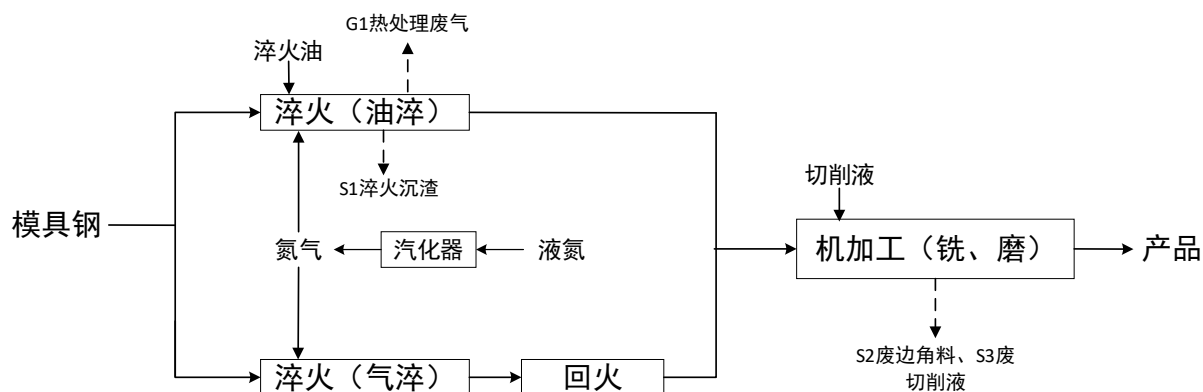 G1热处理废气
淬火油
淬火（油淬）
S1淬火沉渣
切削液
模具钢
氮气
汽化器
液氮
机加工（铣、磨）
产品
S2废边角料、S3废
切削液
淬火（气淬）
回火